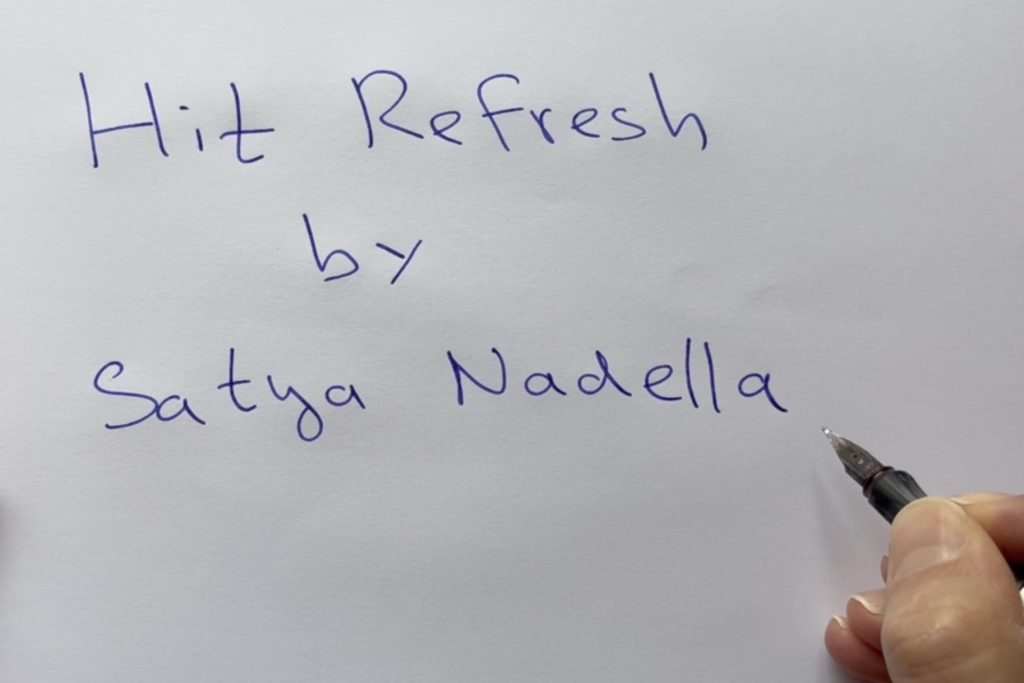 Hit Refresh
by
Satya Nadella